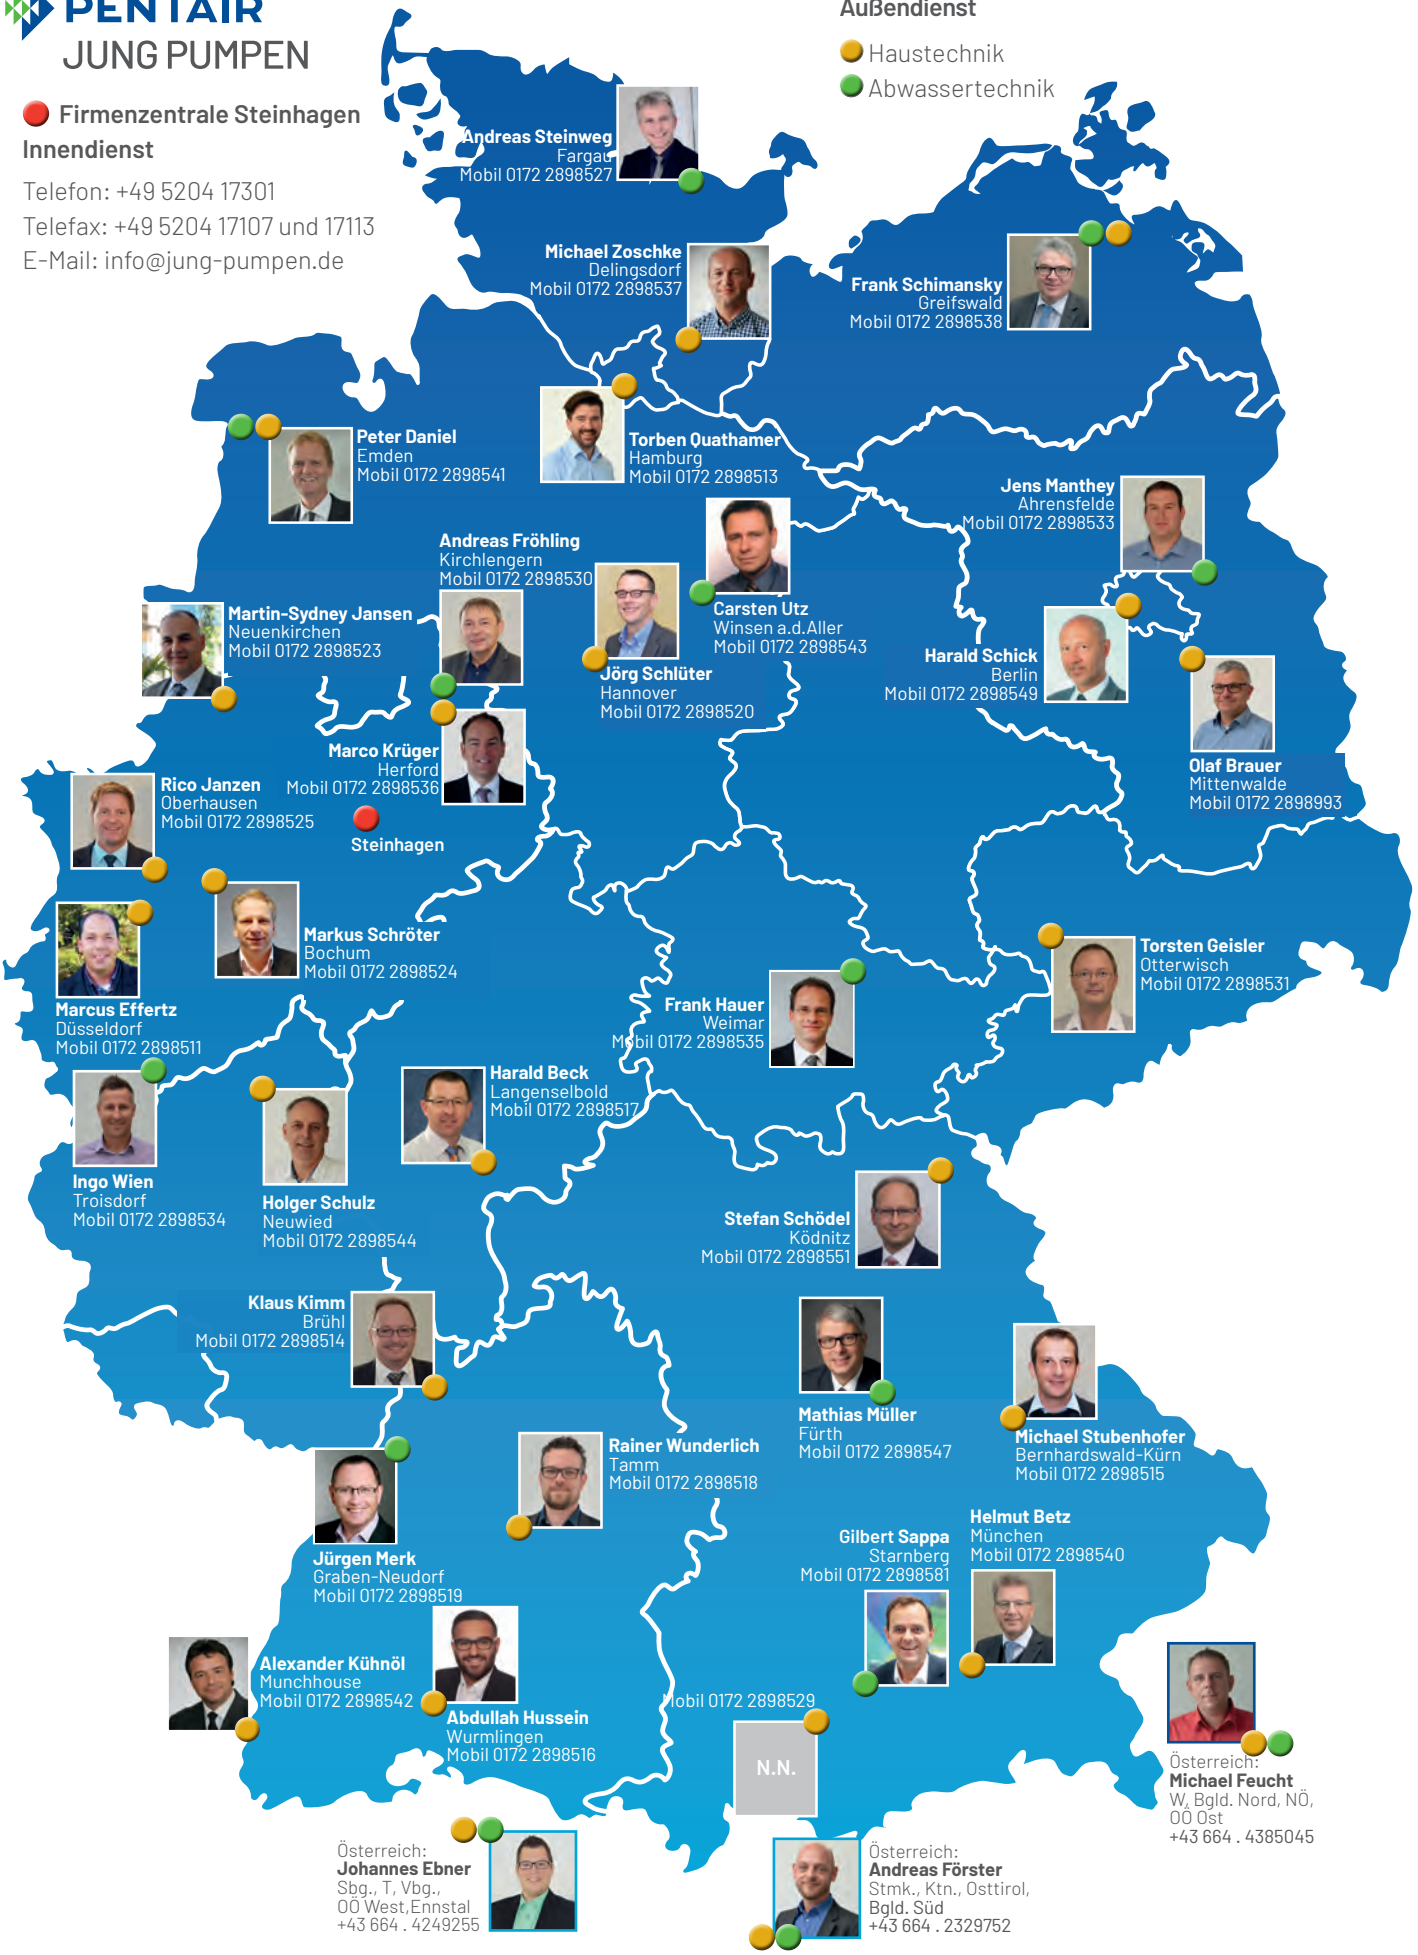 PENTAIR
JUNG PUMPEN
Firmenzentrale Steinhagen
Innendienst
Telefon: +49 5204 17301
Telefax: +49 5204 17107 und 17113
E-Mail: info@jung-pumpen.de
Außendienst
Haustechnik
Abwassertechnik
Andreas Steinweg
Fargau
Mobil 0172 2898527
Michael Zoschke
Delingsdorf
Mobil 0172 2898537
Frank Schimansky
Greifswald
Mobil 0172 2898538
Peter Daniel
Emden
Mobil 0172 2898541
Torben Quathamer
Hamburg
Mobil 0172 2898513
Jens Manthey
Ahrensfelde
Mobil 0172 2898533
Andreas Fröhling
Kirchlengern
Mobil 0172 2898530
Carsten Utz
Winsen a.d.Aller
Mobil 0172 2898543
Martin-Sydney Jansen
Neuenkirchen
Mobil 0172 2898523
Jörg Schlüter
Hannover
Mobil 0172 2898520
Harald Schick
Berlin
Mobil 0172 2898549
Marco Krüger
Herford
Mobil 0172 2898536
Olaf Brauer
Mittenwalde
Mobil 0172 2898993
Rico Janzen
Oberhausen
Mobil 0172 2898525
Steinhagen
Markus Schröter
Bochum
Mobil 0172 2898524
Torsten Geisler
Otterwisch
Mobil 0172 2898531
Marcus Effertz
Düsseldorf
Mobil 0172 2898511
Frank Hauer
Weimar
Mobil 0172 2898535
Harald Beck
Langenselbold
Mobil 0172 2898517
Ingo Wien
Troisdorf
Mobil 0172 2898534
Holger Schulz
Neuwied
Mobil 0172 2898544
Stefan Schödel
Ködnitz
Mobil 0172 2898551
Klaus Kimm
Brühl
Mobil 0172 2898514
Mathias Müller
Fürth
Mobil 0172 2898547
Michael Stubenhofer
Bernhardswald-Kürn
Mobil 0172 2898515
Rainer Wunderlich
Tamm
Mobil 0172 2898518
Helmut Betz
München
Mobil 0172 2898540
Gilbert Sappa
Starnberg
Mobil 0172 2898581
Jürgen Merk
Graben-Neudorf
Mobil 0172 2898519
Alexander Kühnöl
Munchhouse
Mobil 0172 2898542
Abdullah Hussein
Wurmlingen
Mobil 0172 2898516
Mobil 0172 2898529
N.N.
Österreich:
Michael Feucht
W, Bgld. Nord, NÖ,
OÖ Ost
+43 664 . 4385045
Österreich:
Johannes Ebner
Sbg., T, Vbg.,
OÖ West,Ennstal
+43 664 . 4249255
Österreich:
Andreas Förster
Stmk., Ktn., Osttirol,
Bgld. Süd
+43 664 . 2329752